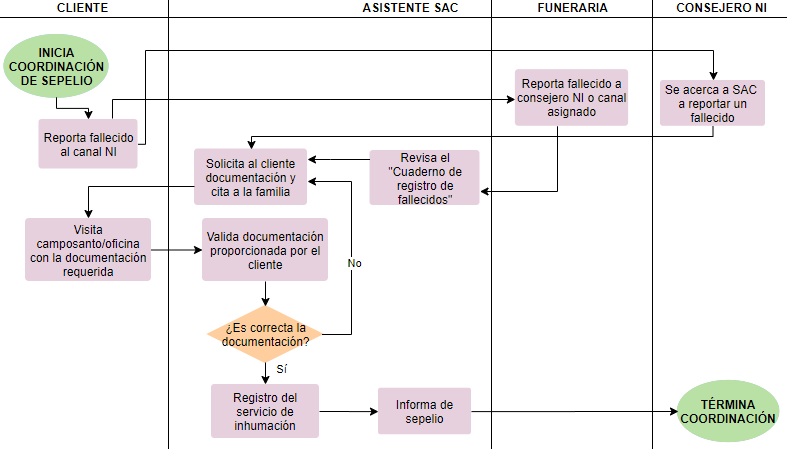 CLIENTE
ASISTENTE SAC
FUNERARIA
CONSEJERO NI
INICIA
COORDINACIÓN
DE SEPELIO
Reporta fallecido
al canal NI
Reporta fallecido a
consejero NI o canal
asignado
Se acerca a SAC
a reportar un
fallecido
Solicita al cliente
documentación y
cita a la familia
Revisa el
"Cuaderno de
registro de
fallecidos"
Visita
camposanto/oficina
con la documentación
requerida
Valida documentación
proporcionada por el
cliente
No
¿Es correcta la
documentación?
Sí
Registro del
servicio de
inhumación
Informa de
sepelio
TÉRMINA
COORDINACIÓN